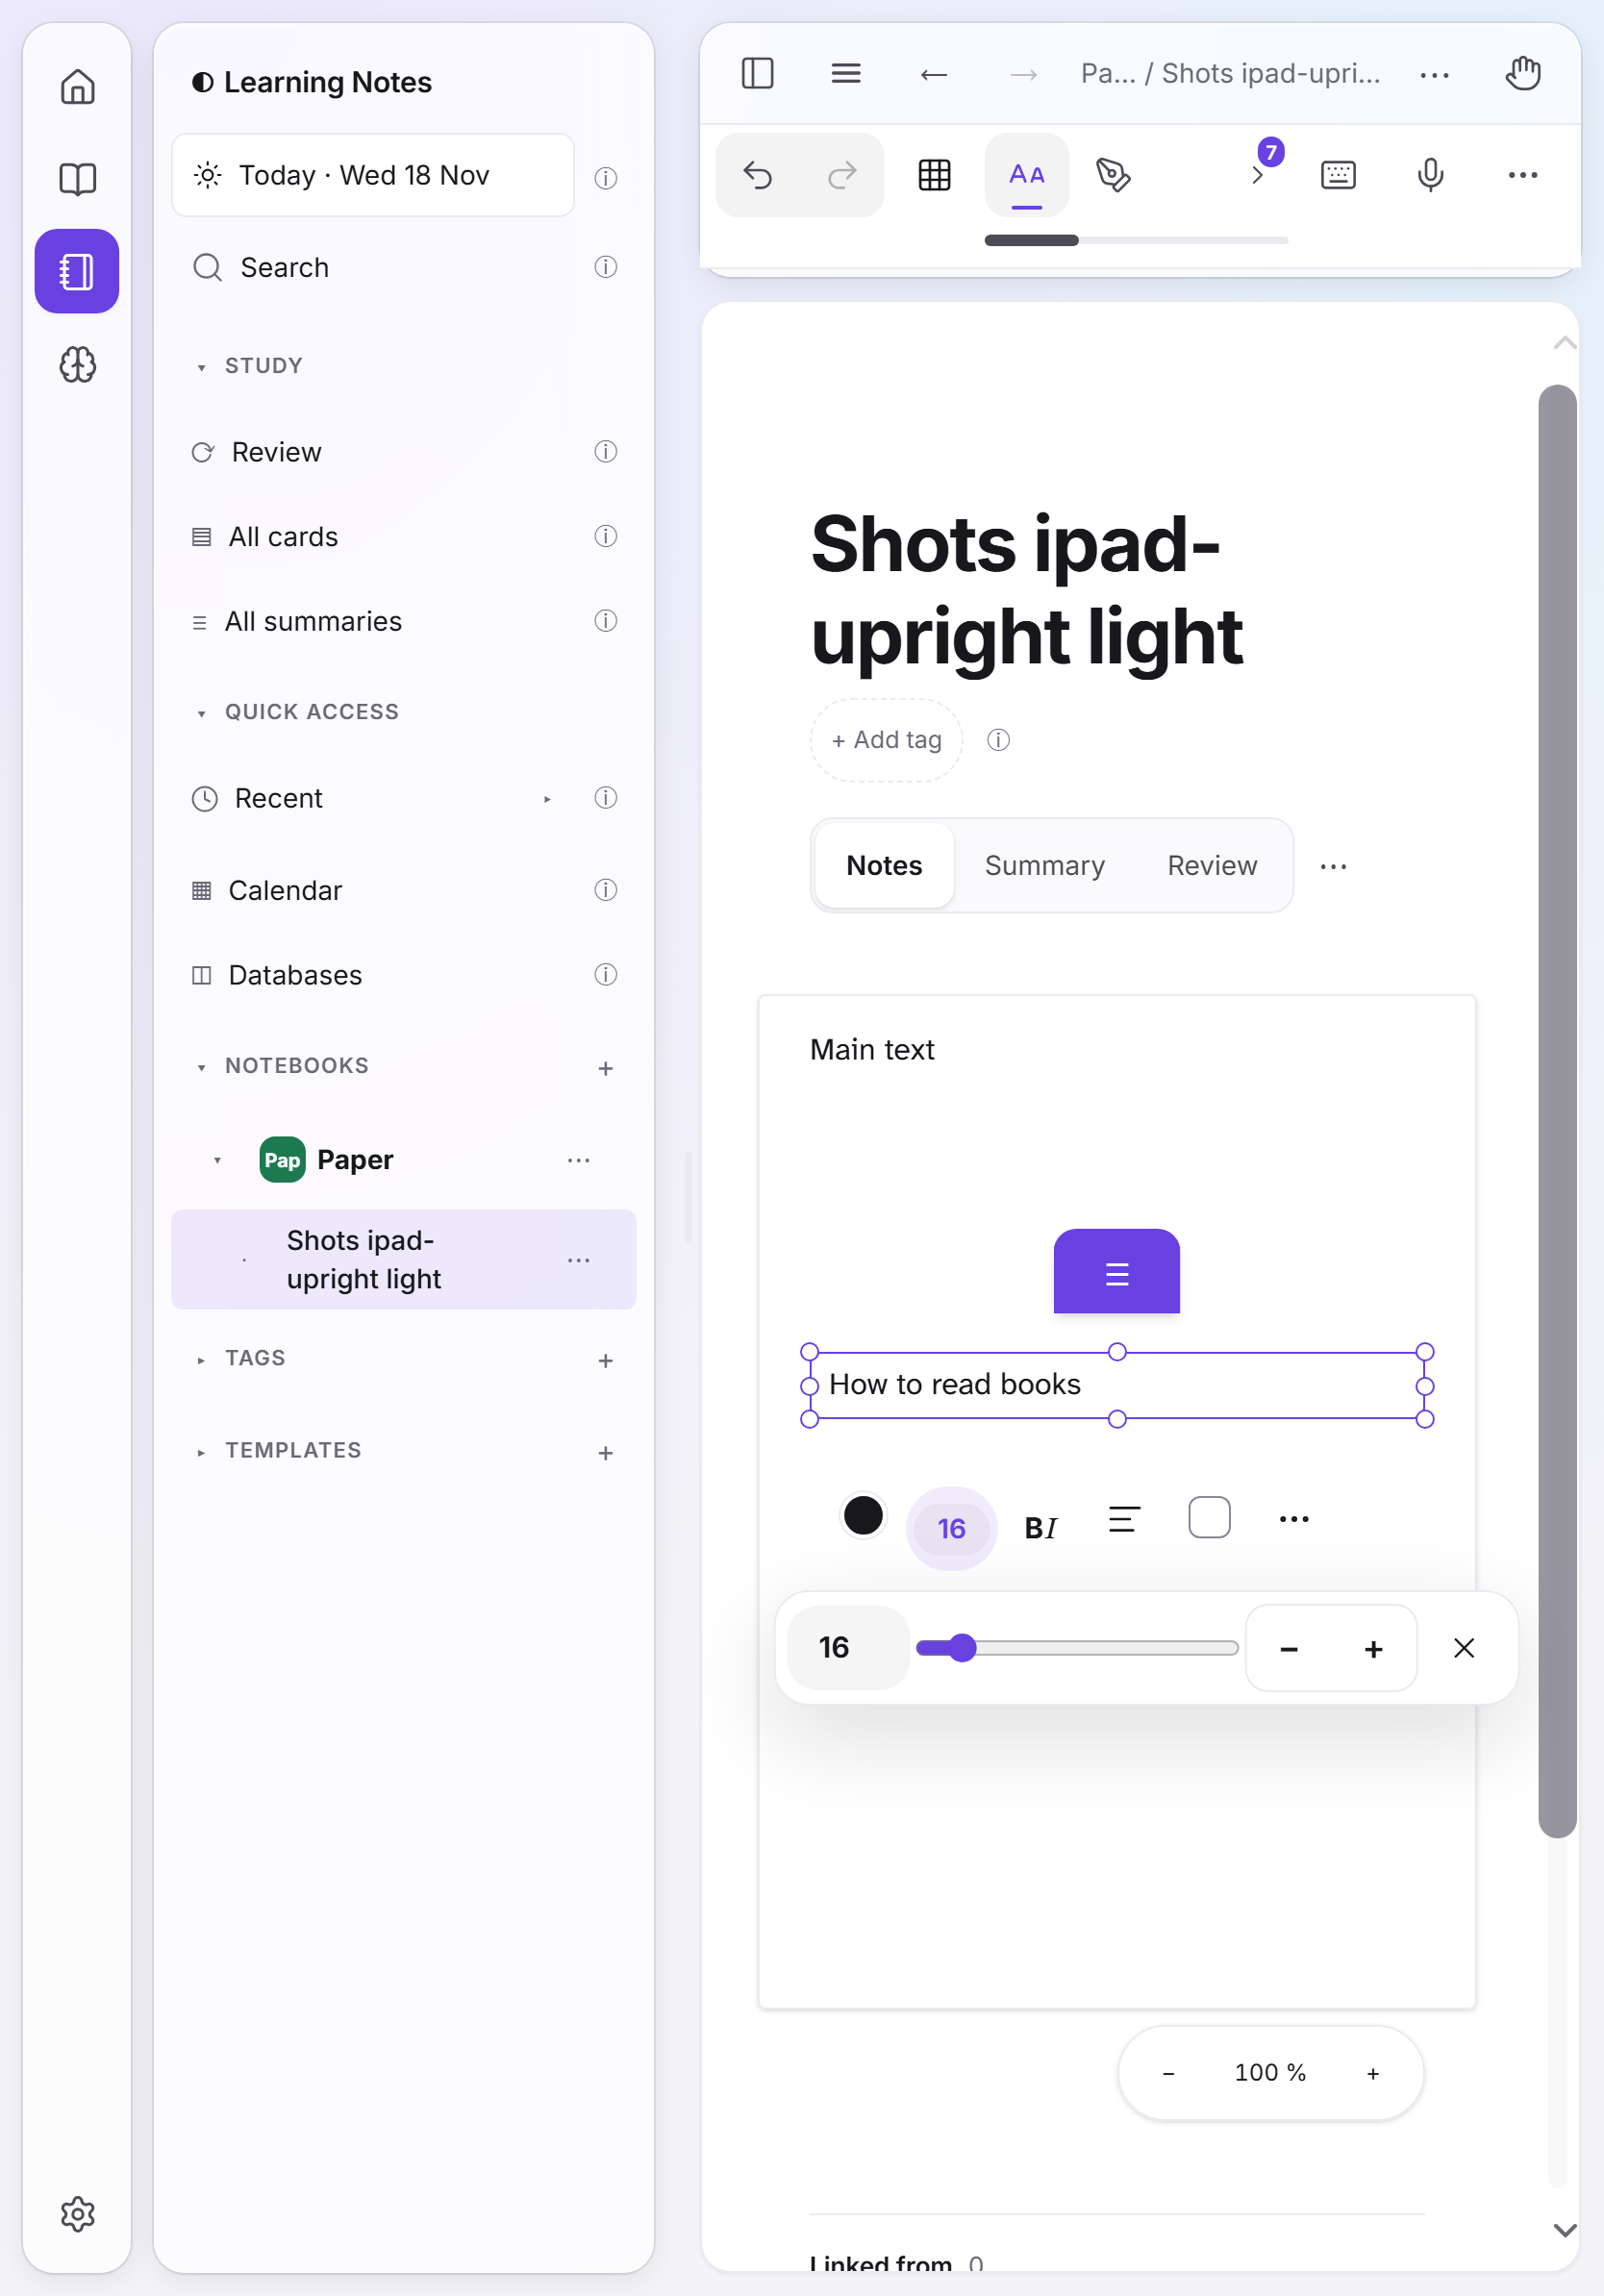 Learning Notes
Today · Wed 18 Nov
Search
STUDY
Review
All cards
All summaries
QUICK ACCESS
Recent
Calendar
Databases
NOTEBOOKS
Pap Paper
Shots ipad-
upright light
TAGS
TEMPLATES
Pa... / Shots ipad-upri...
AA
7
Shots ipad-
upright light
+ Add tag
Notes Summary Review
Main text
How to read books
16 BI
16 − +
− 100 % +
Linked from 0